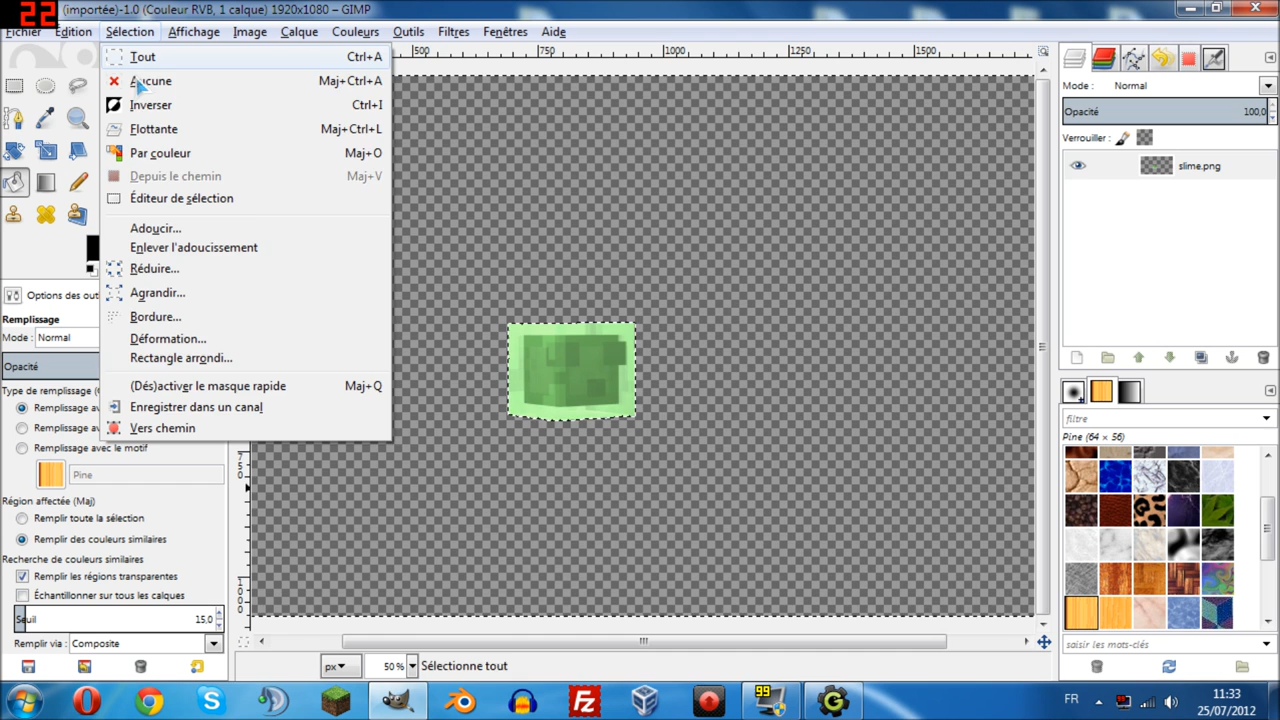 22
(importée)-1.0 (Couleur RVB, 1 calque) 1920x1080 – GIMP
Fichier Édition Sélection Affichage Image Calque Couleurs Outils Filtres Fenêtres Aide
Tout Ctrl+A
Aucune Maj+Ctrl+A
Inverser Ctrl+I
Flottante Maj+Ctrl+L
Par couleur Maj+O
Depuis le chemin Maj+V
Éditeur de sélection
Adoucir...
Enlever l'adoucissement
Réduire...
Agrandir...
Bordure...
Déformation...
Rectangle arrondi...
(Dés)activer le masque rapide Maj+Q
Enregistrer dans un canal
Vers chemin
500 750 1000 1250 1500
750
1000
Options des out
Remplissage
Mode : Normal
Opacité
Type de remplissage
Remplissage av
Remplissage av
Remplissage avec le motif
Pine
Région affectée (Maj)
Remplir toute la sélection
Remplir des couleurs similaires
Recherche de couleurs similaires
Remplir les régions transparentes
Échantillonner sur tous les calques
Seuil 15,0
Remplir via : Composite
px 50 % Sélectionne tout
Mode : Normal
Opacité 100,0
Verrouiller :
slime.png
filtre
Pine (64 × 56)
saisir les mots-clés
99
FR
11:33
25/07/2012